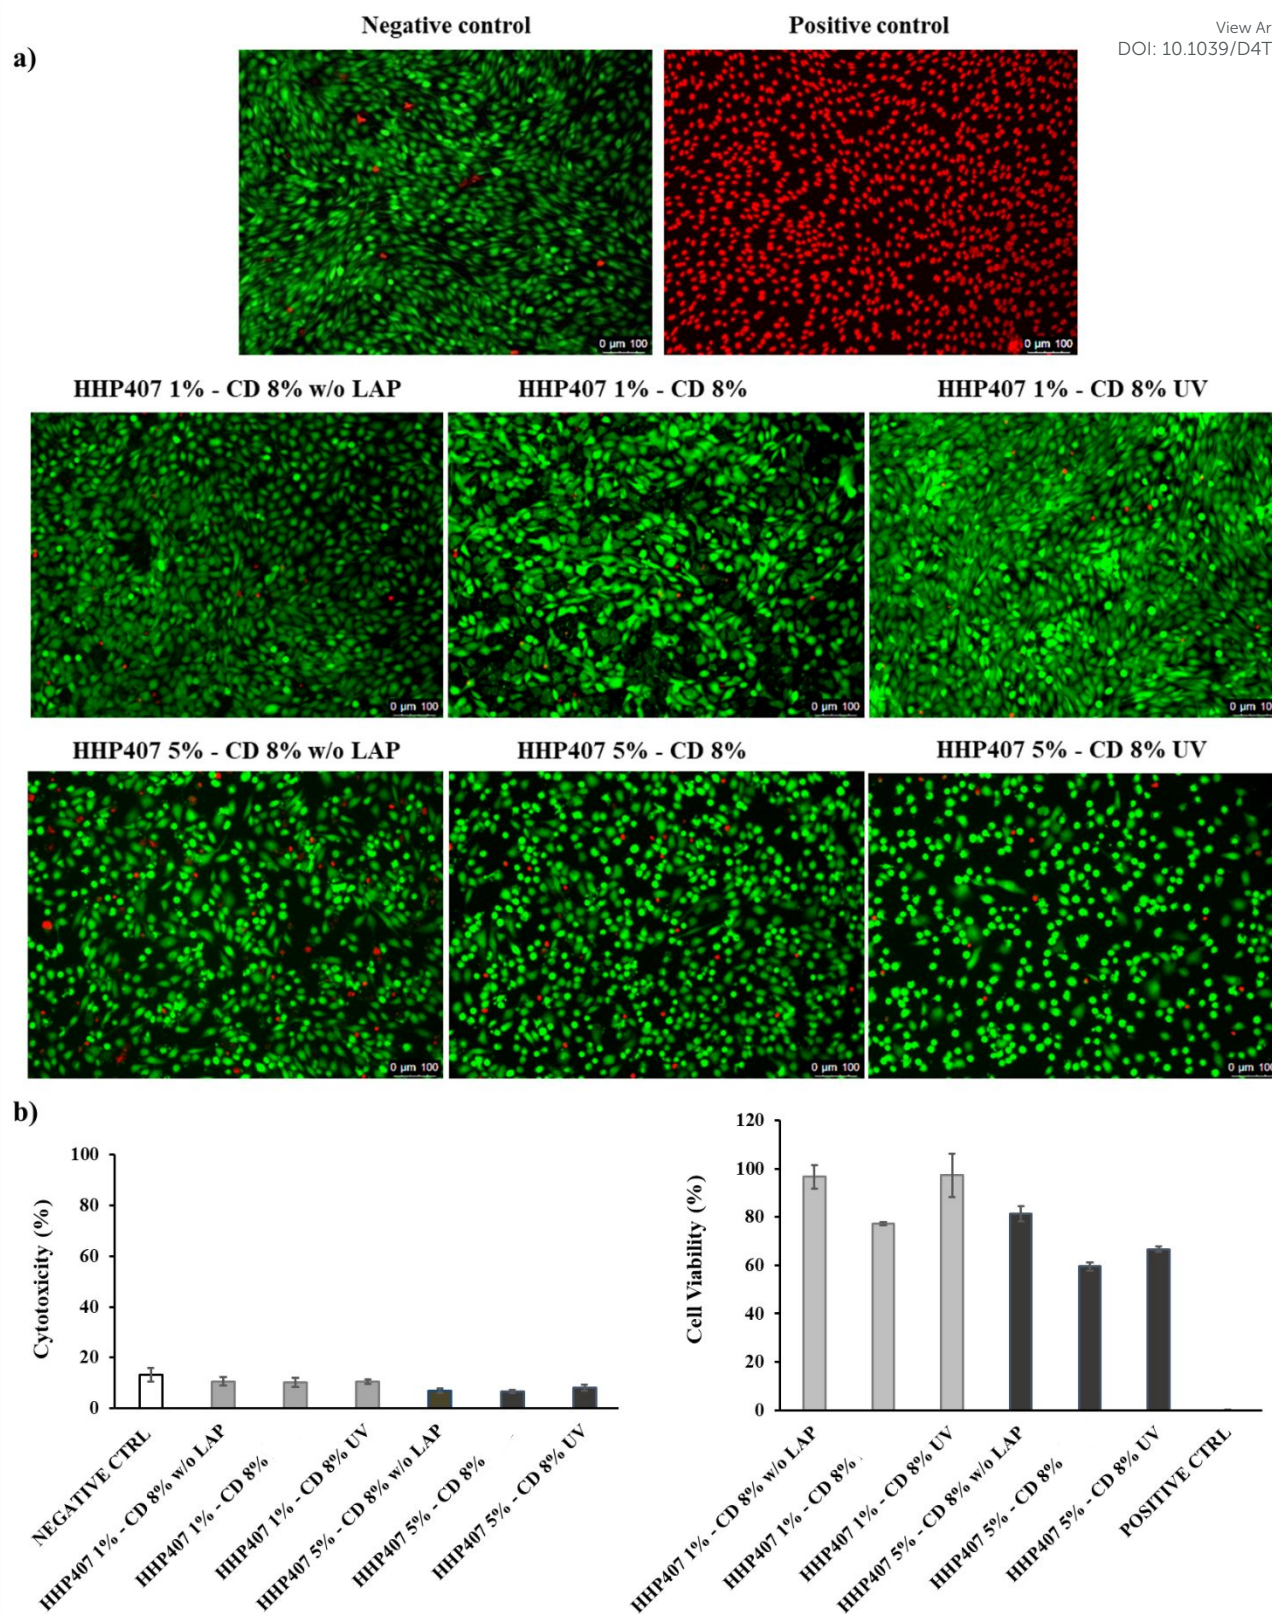 View Ar
DOI: 10.1039/D4T
Negative control
Positive control
a)
0 µm 100
0 µm 100
HHP407 1% - CD 8% w/o LAP
HHP407 1% - CD 8%
HHP407 1% - CD 8% UV
0 µm 100
0 µm 100
0 µm 10
HHP407 5% - CD 8% w/o LAP
HHP407 5% - CD 8%
HHP407 5% - CD 8% UV
0 µm 100
0 µm 100
0 µm 100
b)
Cytotoxicity (%)
100
80
60
40
20
0
NEGATIVE CTRL
HHP407 1% - CD 8% w/o LAP
HHP407 1% - CD 8%
HHP407 1% - CD 8% UV
HHP407 5% - CD 8% w/o LAP
HHP407 5% - CD 8%
HHP407 5% - CD 8% UV
Cell Viability (%)
120
100
80
60
40
20
0
HHP407 1% - CD 8% w/o LAP
HHP407 1% - CD 8%
HHP407 1% - CD 8% UV
HHP407 5% - CD 8% w/o LAP
HHP407 5% - CD 8%
HHP407 5% - CD 8% UV
POSITIVE CTRL